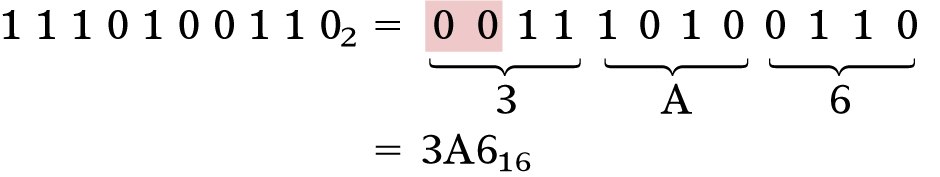 1 1 1 0 1 0 0 1 1 0₂ = 0 0 1 1 1 0 1 0 0 1 1 0
3 A 6
= 3A6₁₆